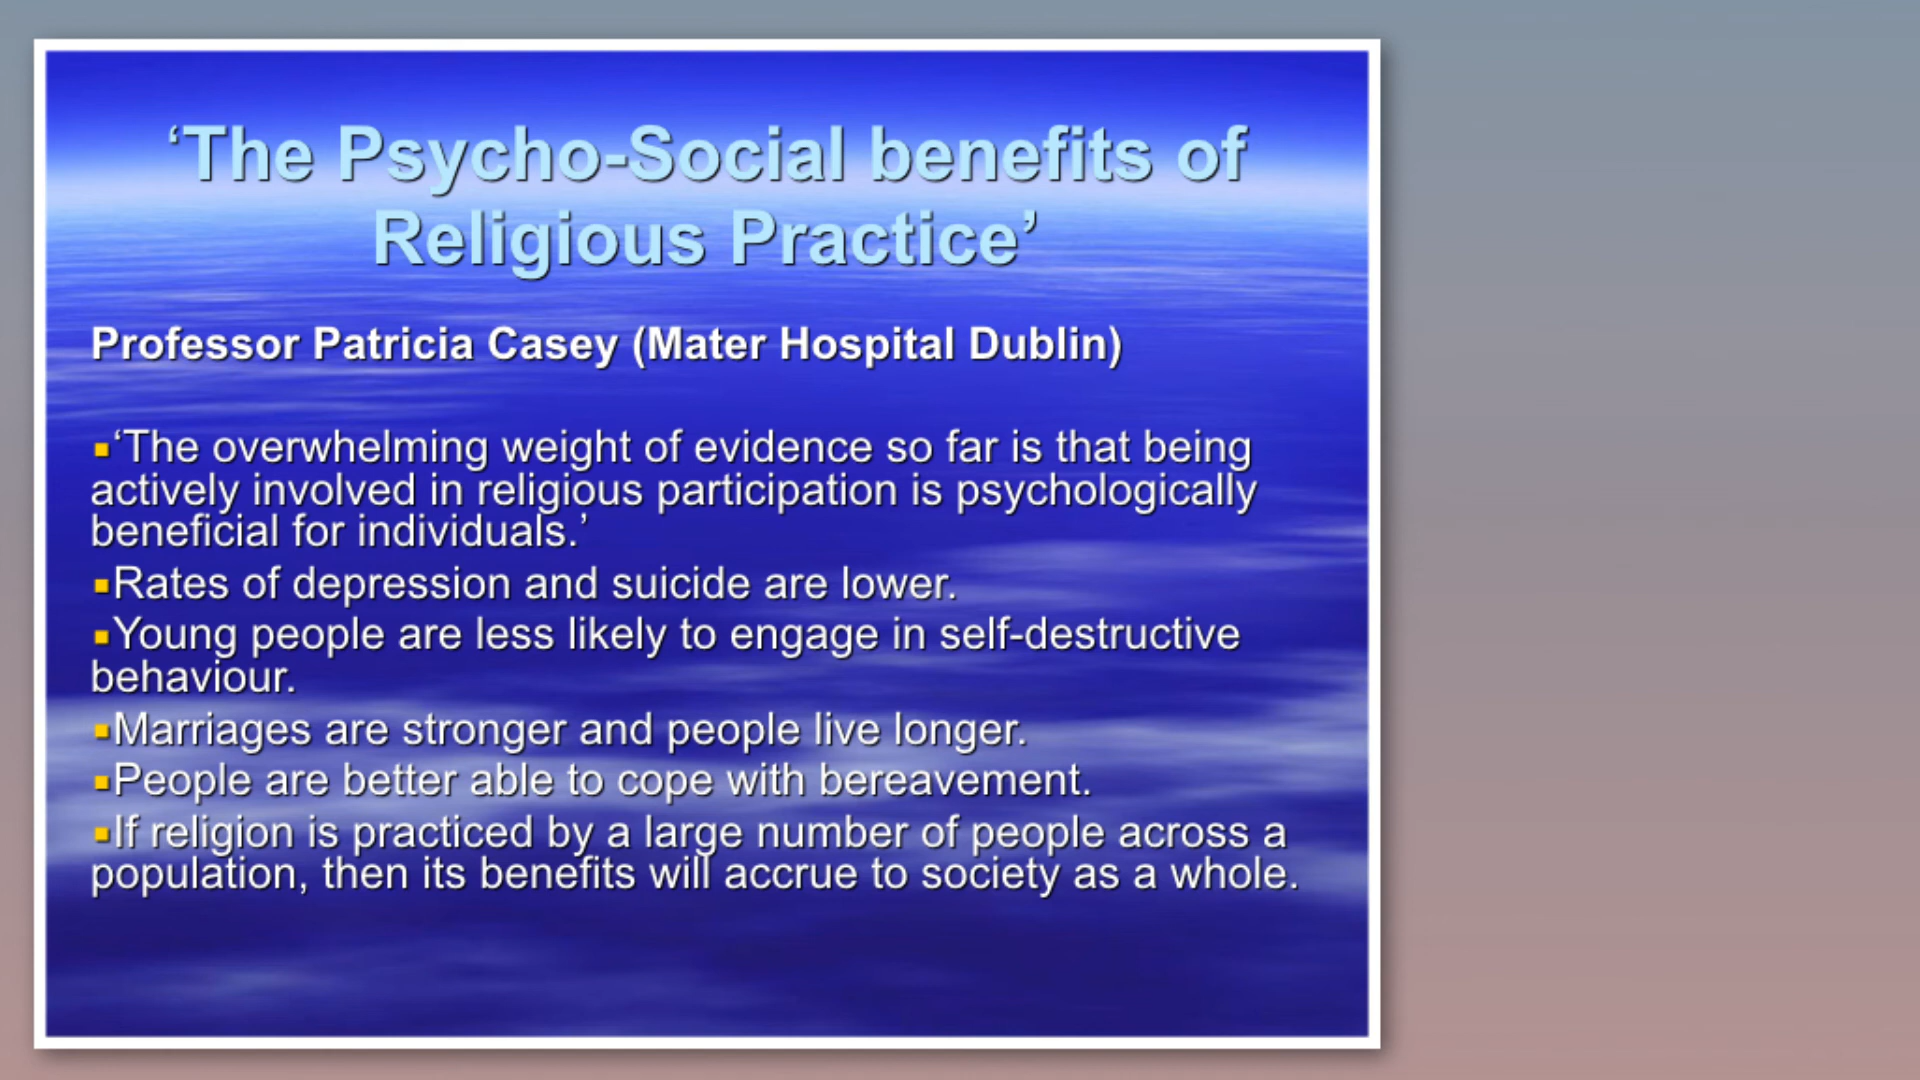 ‘The Psycho-Social benefits of
Religious Practice’
Professor Patricia Casey (Mater Hospital Dublin)
▪‘The overwhelming weight of evidence so far is that being
actively involved in religious participation is psychologically
beneficial for individuals.’
▪Rates of depression and suicide are lower.
▪Young people are less likely to engage in self-destructive
behaviour.
▪Marriages are stronger and people live longer.
▪People are better able to cope with bereavement.
▪If religion is practiced by a large number of people across a
population, then its benefits will accrue to society as a whole.